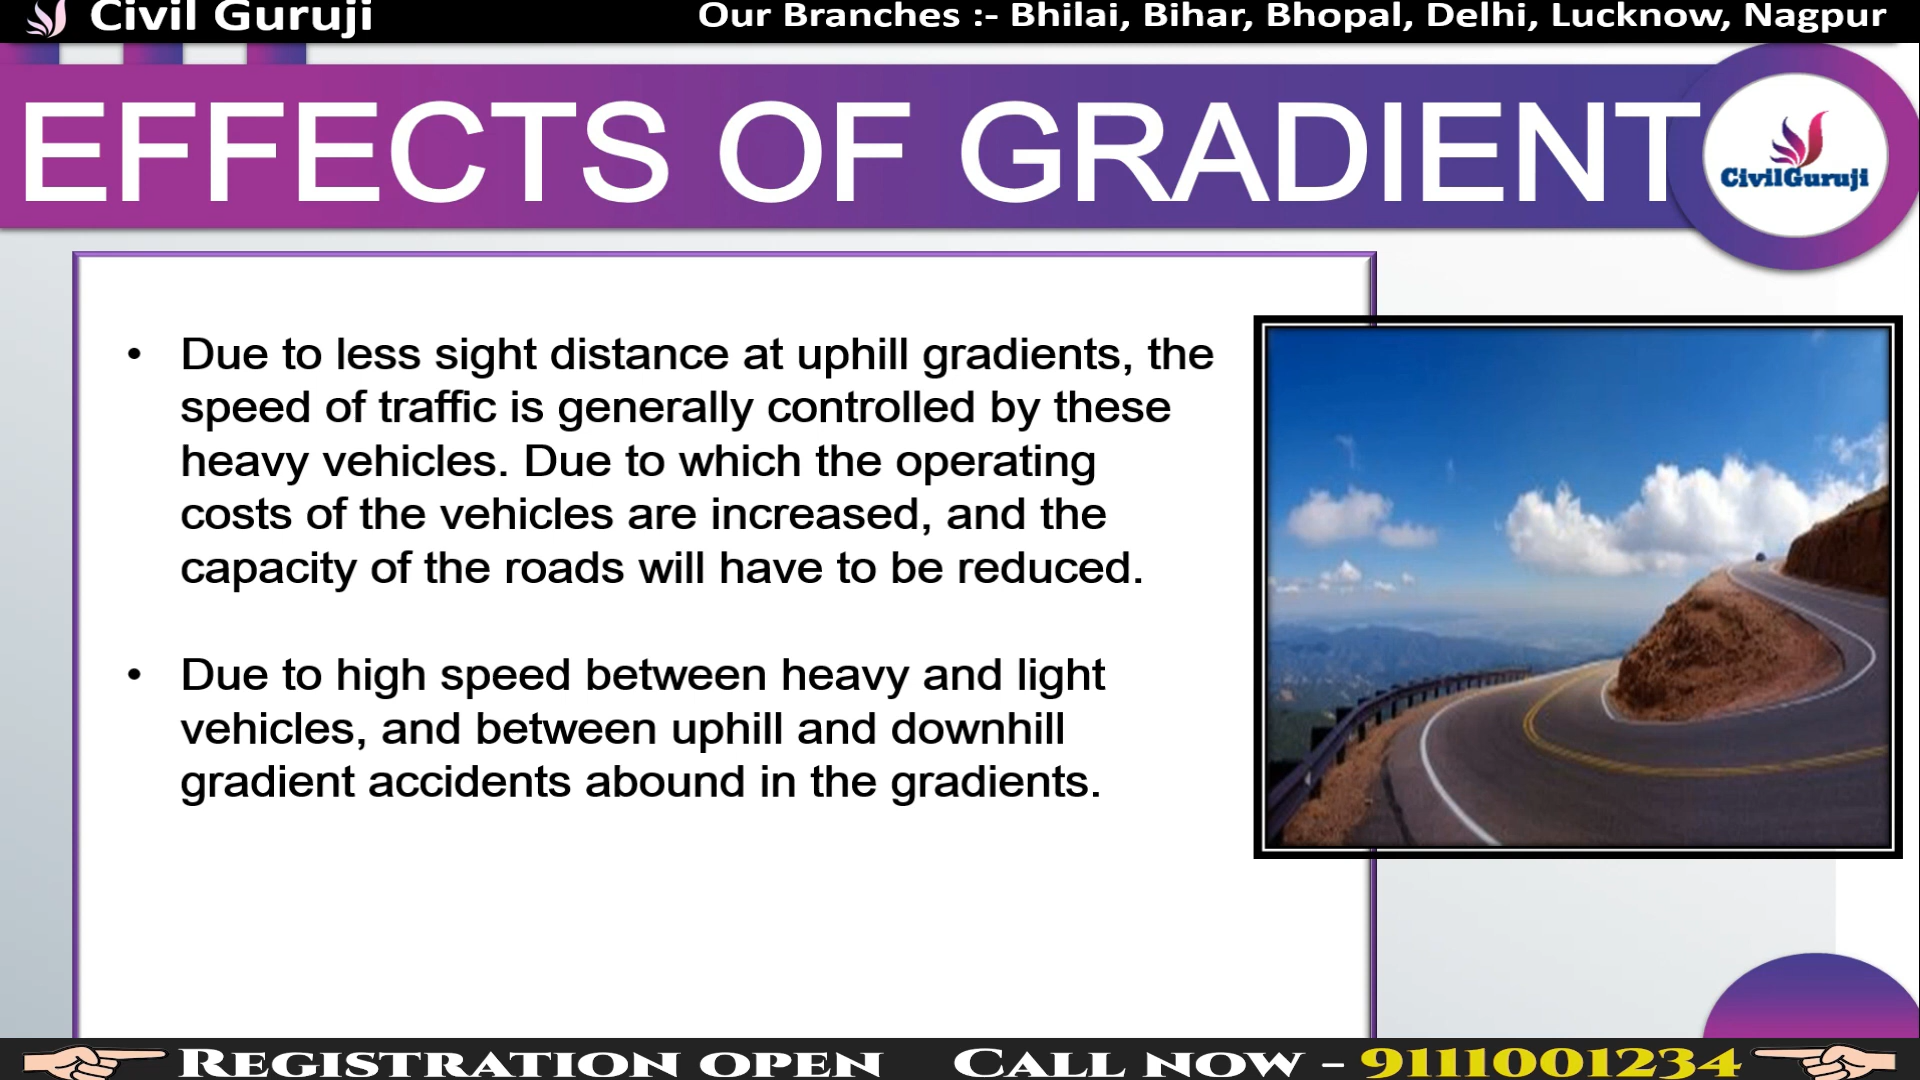 Civil Guruji
Our Branches :- Bhilai, Bihar, Bhopal, Delhi, Lucknow, Nagpur
EFFECTS OF GRADIENT
CivilGuruji
• Due to less sight distance at uphill gradients, the
speed of traffic is generally controlled by these
heavy vehicles. Due to which the operating
costs of the vehicles are increased, and the
capacity of the roads will have to be reduced.
• Due to high speed between heavy and light
vehicles, and between uphill and downhill
gradient accidents abound in the gradients.
REGISTRATION OPEN CALL NOW - 9111001234